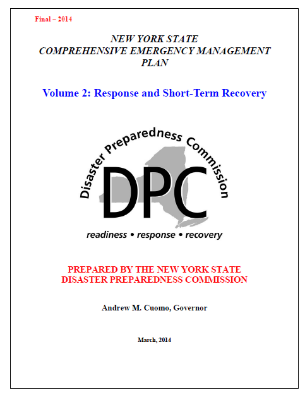 Final – 2014
NEW YORK STATE
COMPREHENSIVE EMERGENCY MANAGEMENT
PLAN
Volume 2: Response and Short-Term Recovery
Disaster Preparedness Commission
DPC
readiness • response • recovery
PREPARED BY THE NEW YORK STATE
DISASTER PREPAREDNESS COMMISSION
Andrew M. Cuomo, Governor
March, 2014